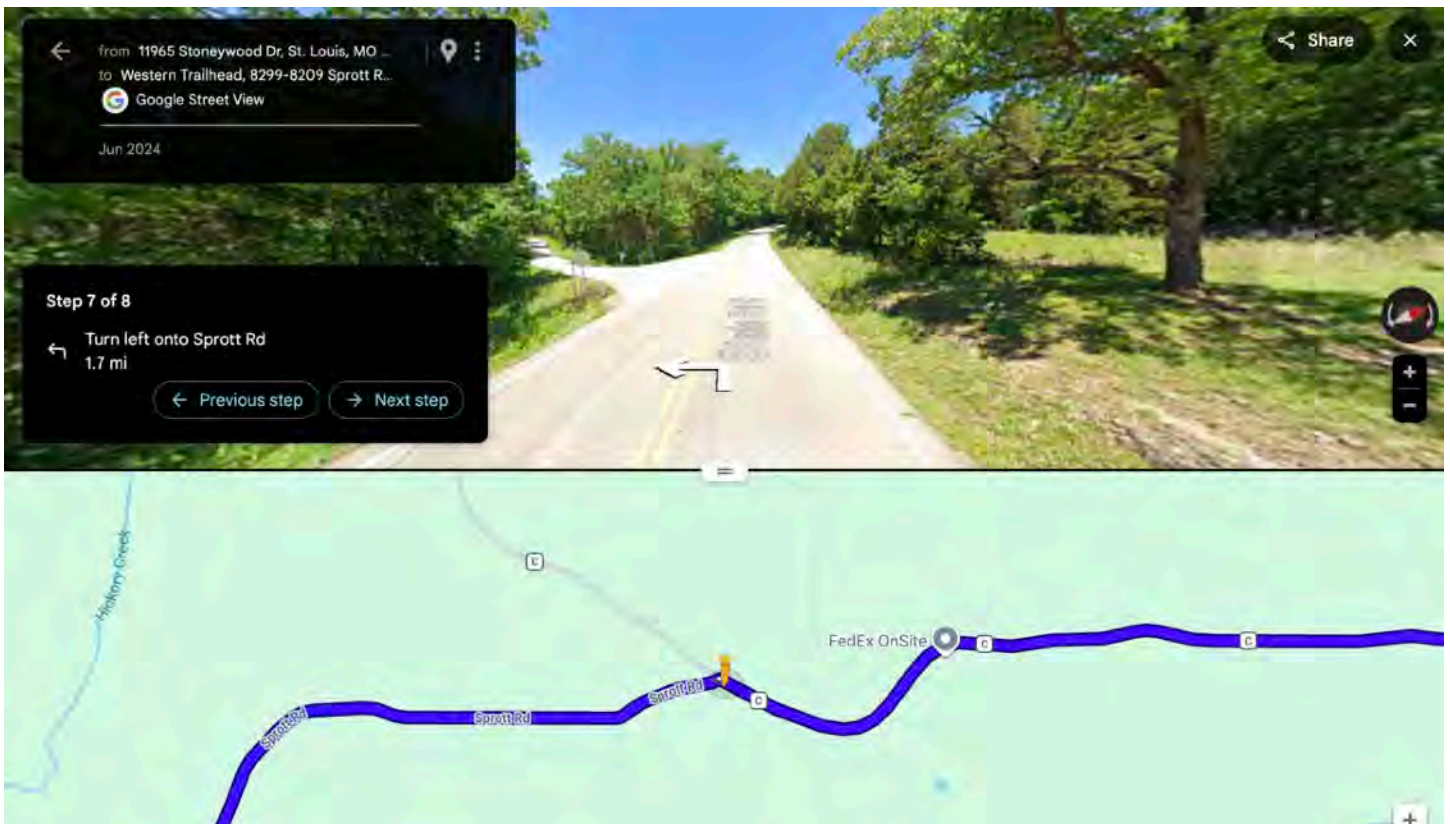 from 11965 Stoneywood Dr, St. Louis, MO ...
to Western Trailhead, 8299-8209 Sprott R...
Google Street View
Jun 2024
Share
Step 7 of 8
Turn left onto Sprott Rd
1.7 mi
Previous step
Next step
+
−
Hickory Creek
C
FedEx OnSite
C
C
Sprott Rd
C
Sprott Rd
Sprott Rd
+